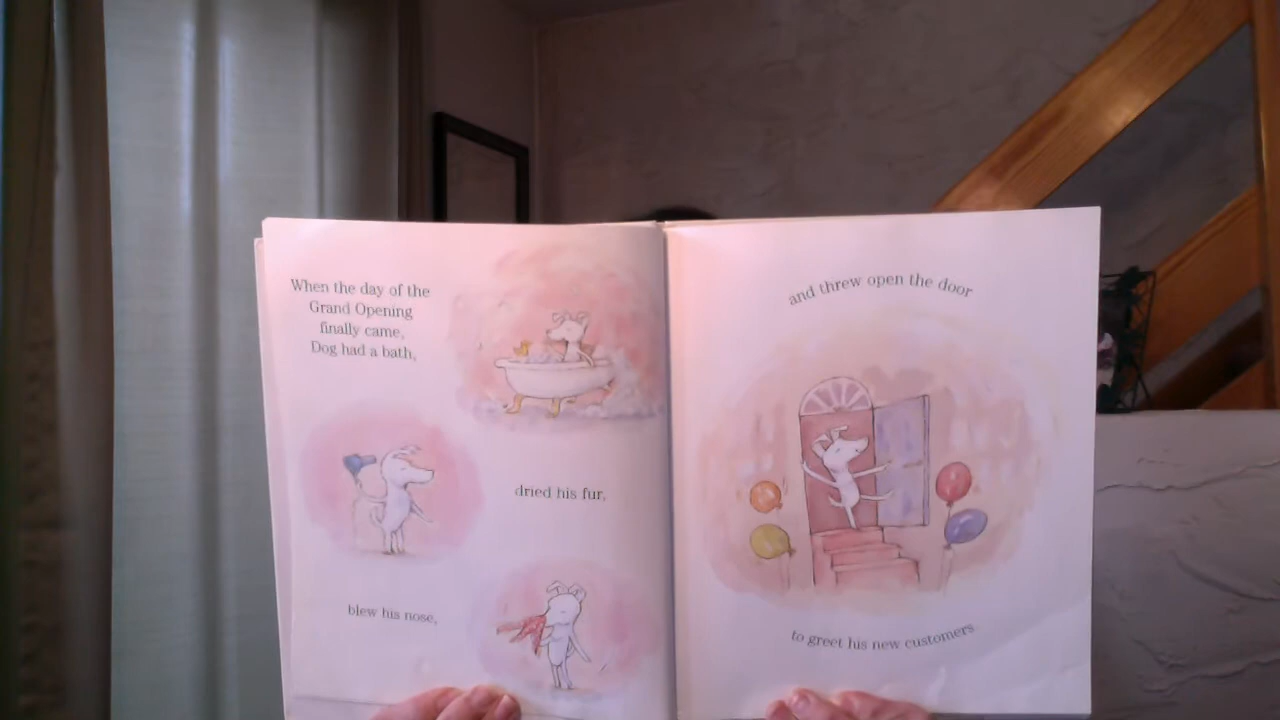 When the day of the
Grand Opening
finally came,
Dog had a bath,
dried his fur,
blew his nose,
and threw open the door
to greet his new customers